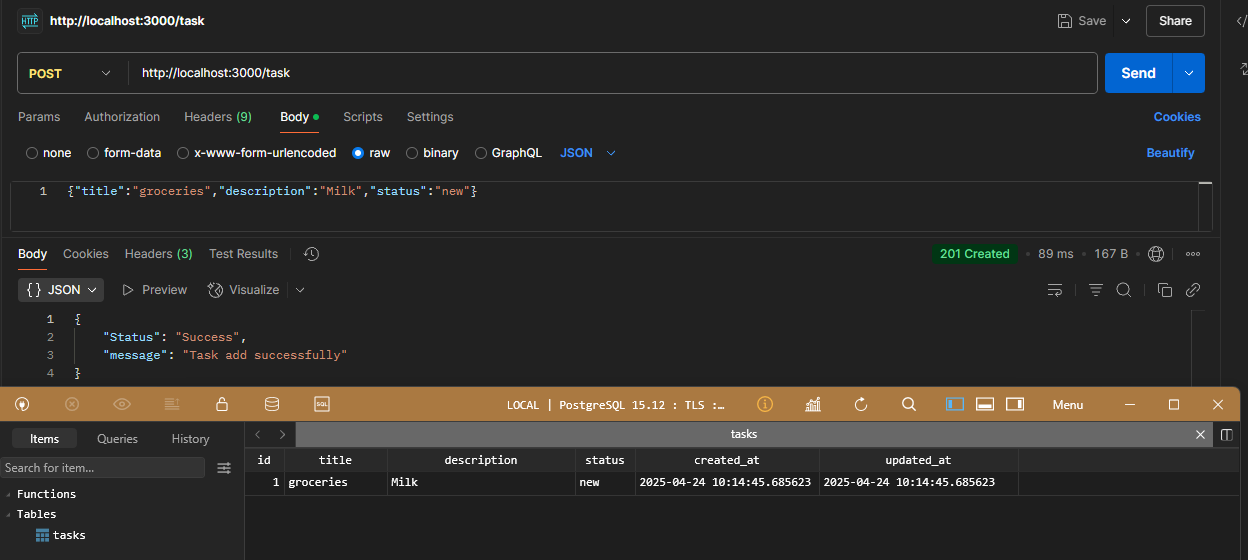 HTTP http://localhost:3000/task Save Share
POST http://localhost:3000/task Send
Params Authorization Headers (9) Body Scripts Settings Cookies
none form-data x-www-form-urlencoded raw binary GraphQL JSON Beautify
1 {"title":"groceries","description":"Milk","status":"new"}
Body Cookies Headers (3) Test Results 201 Created 89 ms 167 B
{} JSON Preview Visualize
1 {
2 "Status": "Success",
3 "message": "Task add successfully"
4 }
SQL LOCAL | PostgreSQL 15.12 : TLS :… Menu
Items Queries History tasks
id title description status created_at updated_at
Search for item...
1 groceries Milk new 2025-04-24 10:14:45.685623 2025-04-24 10:14:45.685623
Functions
Tables
tasks